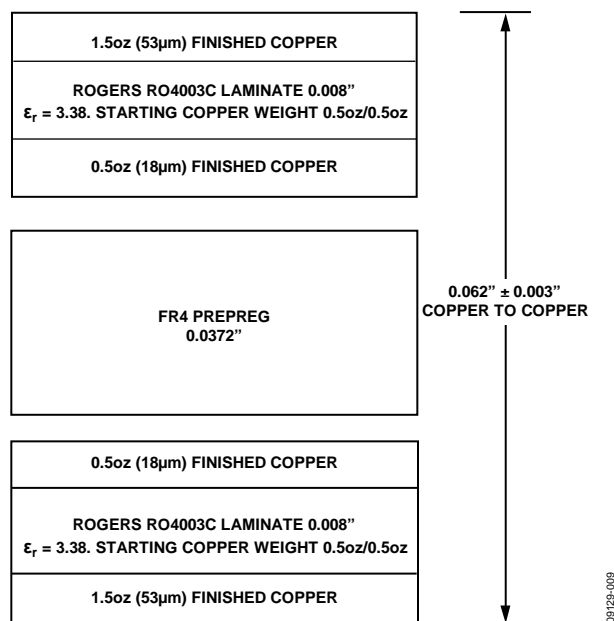 1.5oz (53µm) FINISHED COPPER
ROGERS RO4003C LAMINATE 0.008”
εr = 3.38. STARTING COPPER WEIGHT 0.5oz/0.5oz
0.5oz (18µm) FINISHED COPPER
FR4 PREPREG
0.0372”
0.062” ± 0.003”
COPPER TO COPPER
0.5oz (18µm) FINISHED COPPER
ROGERS RO4003C LAMINATE 0.008”
εr = 3.38. STARTING COPPER WEIGHT 0.5oz/0.5oz
1.5oz (53µm) FINISHED COPPER
09129-009